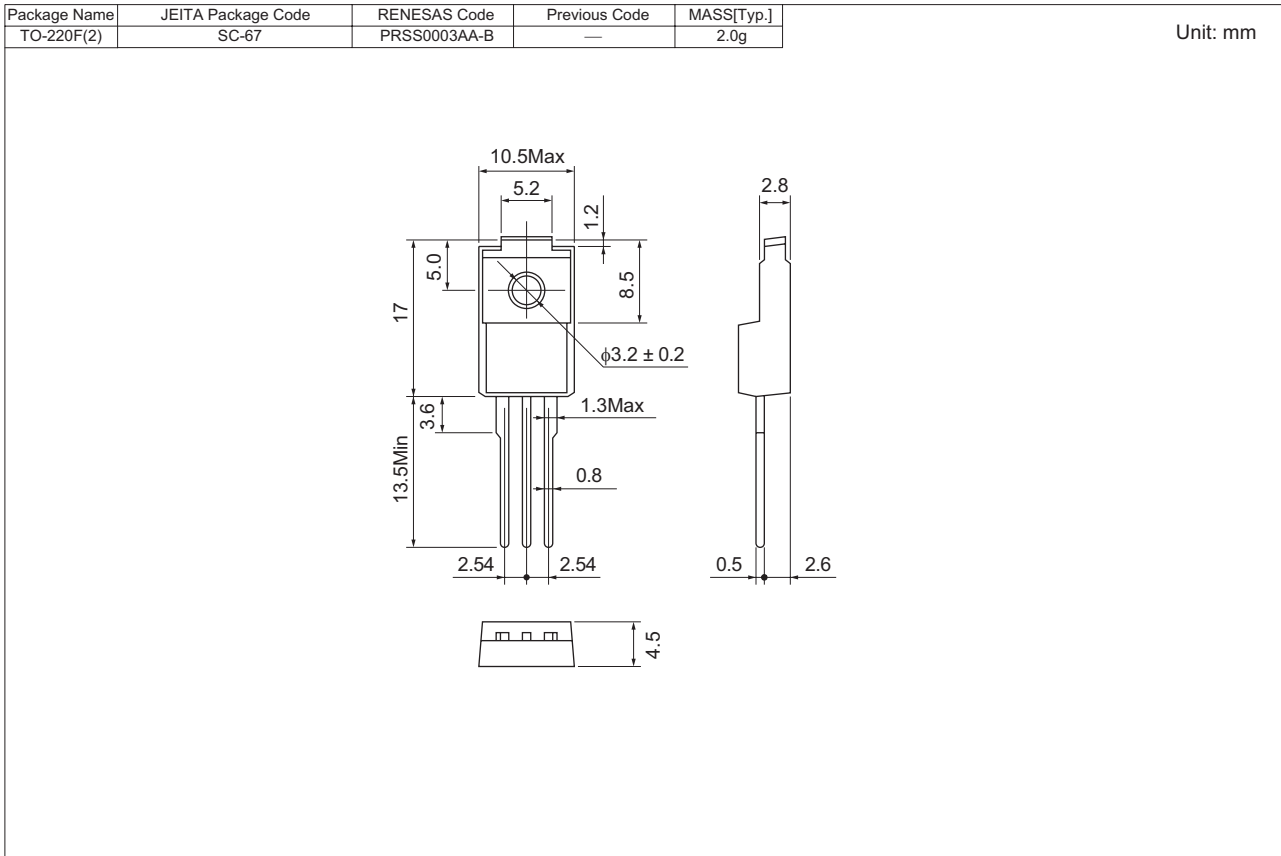 Package Name JEITA Package Code RENESAS Code Previous Code MASS[Typ.]
TO-220F(2) SC-67 PRSS0003AA-B — 2.0g
Unit: mm
10.5Max
5.2
2.8
1.2
5.0
8.5
17
ϕ3.2 ± 0.2
1.3Max
3.6
13.5Min
0.8
2.54 2.54
0.5 2.6
4.5